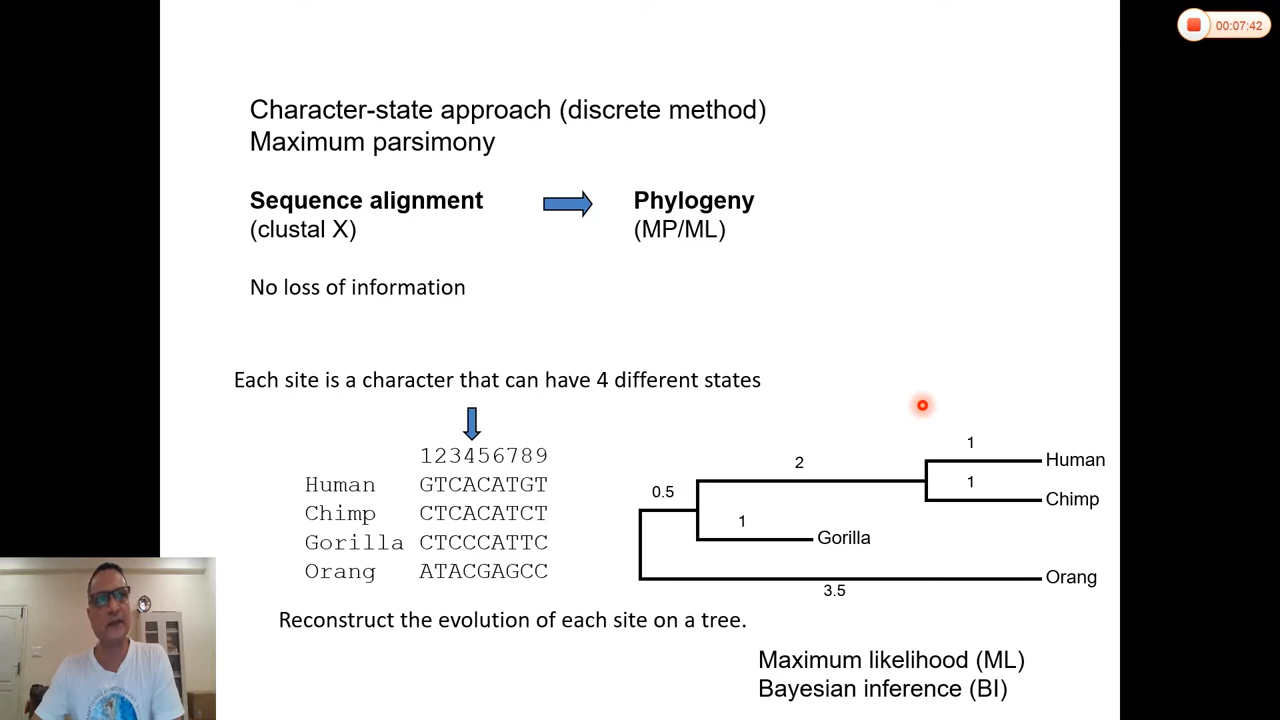 00:07:42
Character-state approach (discrete method)
Maximum parsimony
Sequence alignment
(clustal X)
Phylogeny
(MP/ML)
No loss of information
Each site is a character that can have 4 different states
123456789
Human GTCACATGT
Chimp CTCACATCT
Gorilla CTCCCATTC
Orang ATACGAGCC
1
2
Human
0.5
1
Chimp
1
Gorilla
Orang
3.5
Reconstruct the evolution of each site on a tree.
Maximum likelihood (ML)
Bayesian inference (BI)